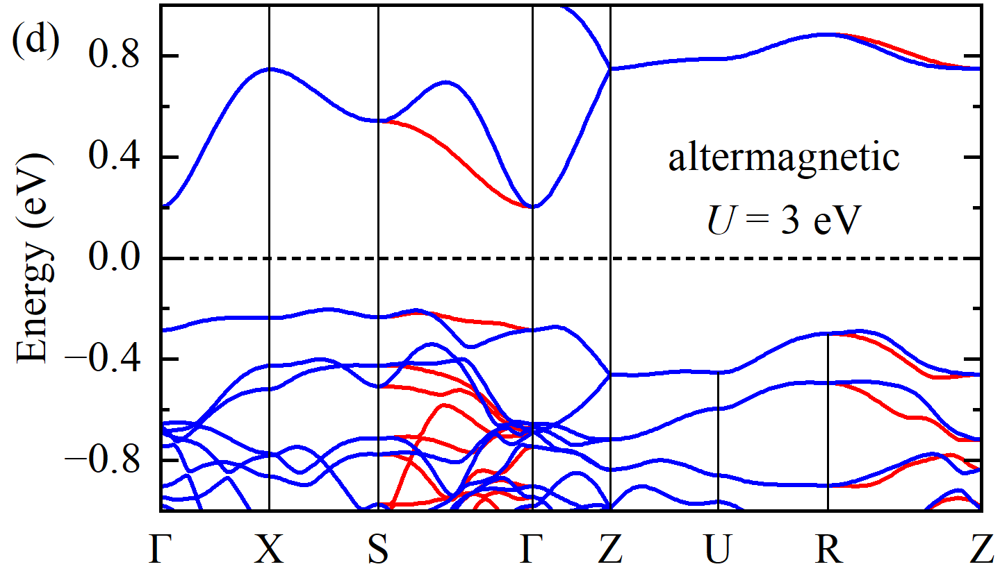 (d)
Energy (eV)
0.8
0.4
0.0
−0.4
−0.8
altermagnetic
U = 3 eV
Γ X S Γ Z U R Z